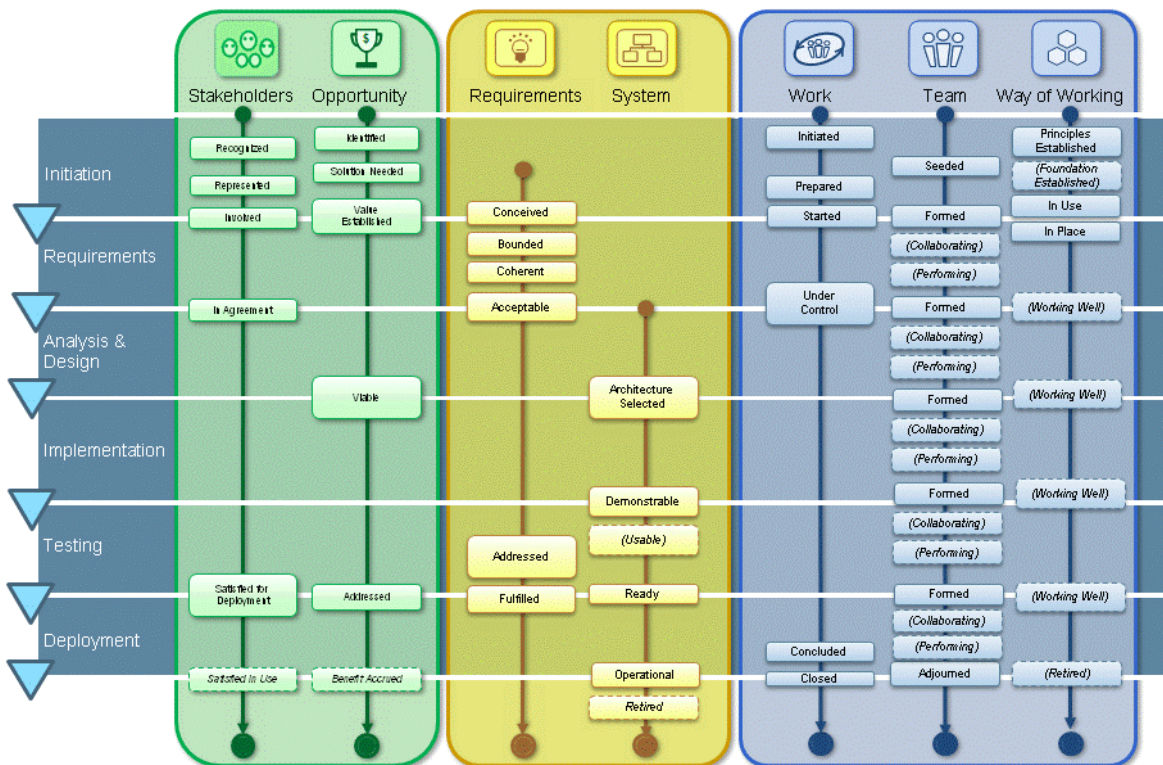 $
Stakeholders Opportunity Requirements System Work Team Way of Working
Initiation
Recognized
Represented
Involved
Identified
Solution Needed
Value
Established
Conceived
Initiated
Prepared
Started
Seeded
Formed
Principles
Established
(Foundation
Established)
In Use
In Place
Requirements
Bounded
Coherent
(Collaborating)
(Performing)
In Agreement
Acceptable
Under
Control
Formed
(Working Well)
Analysis &
Design
(Collaborating)
(Performing)
Viable
Architecture
Selected
Formed
(Working Well)
Implementation
(Collaborating)
(Performing)
Demonstrable
Formed
(Working Well)
Testing
(Usable)
Addressed
(Collaborating)
(Performing)
Satisfied for
Deployment
Addressed
Fulfilled
Ready
Formed
(Working Well)
Deployment
(Collaborating)
(Performing)
Concluded
Satisfied In Use
Benefit Accrued
Operational
Closed
Adjourned
(Retired)
Retired